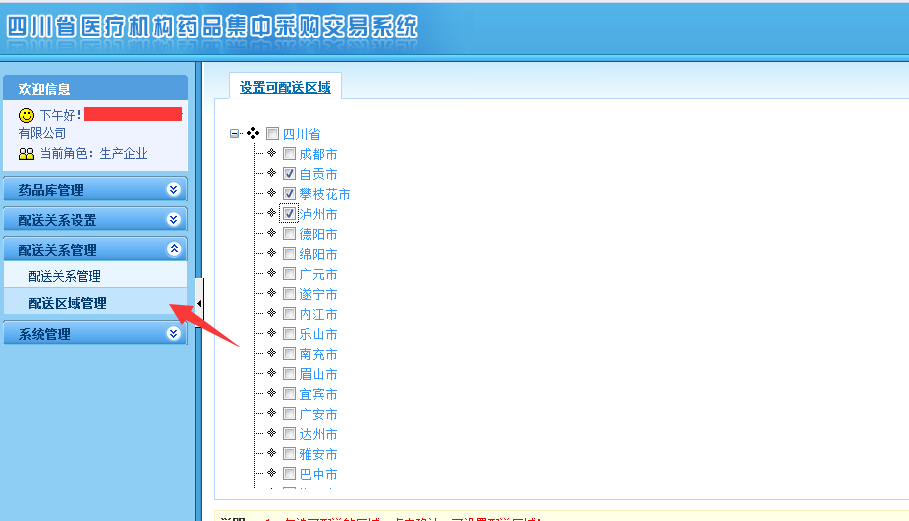 四川省医疗机构药品集中采购交易系统
欢迎信息
下午好!
有限公司
当前角色：生产企业
药品库管理
配送关系设置
配送关系管理
配送关系管理
配送区域管理
系统管理
设置可配送区域
四川省
成都市
自贡市
攀枝花市
泸州市
德阳市
绵阳市
广元市
遂宁市
内江市
乐山市
南充市
眉山市
宜宾市
广安市
达州市
雅安市
巴中市